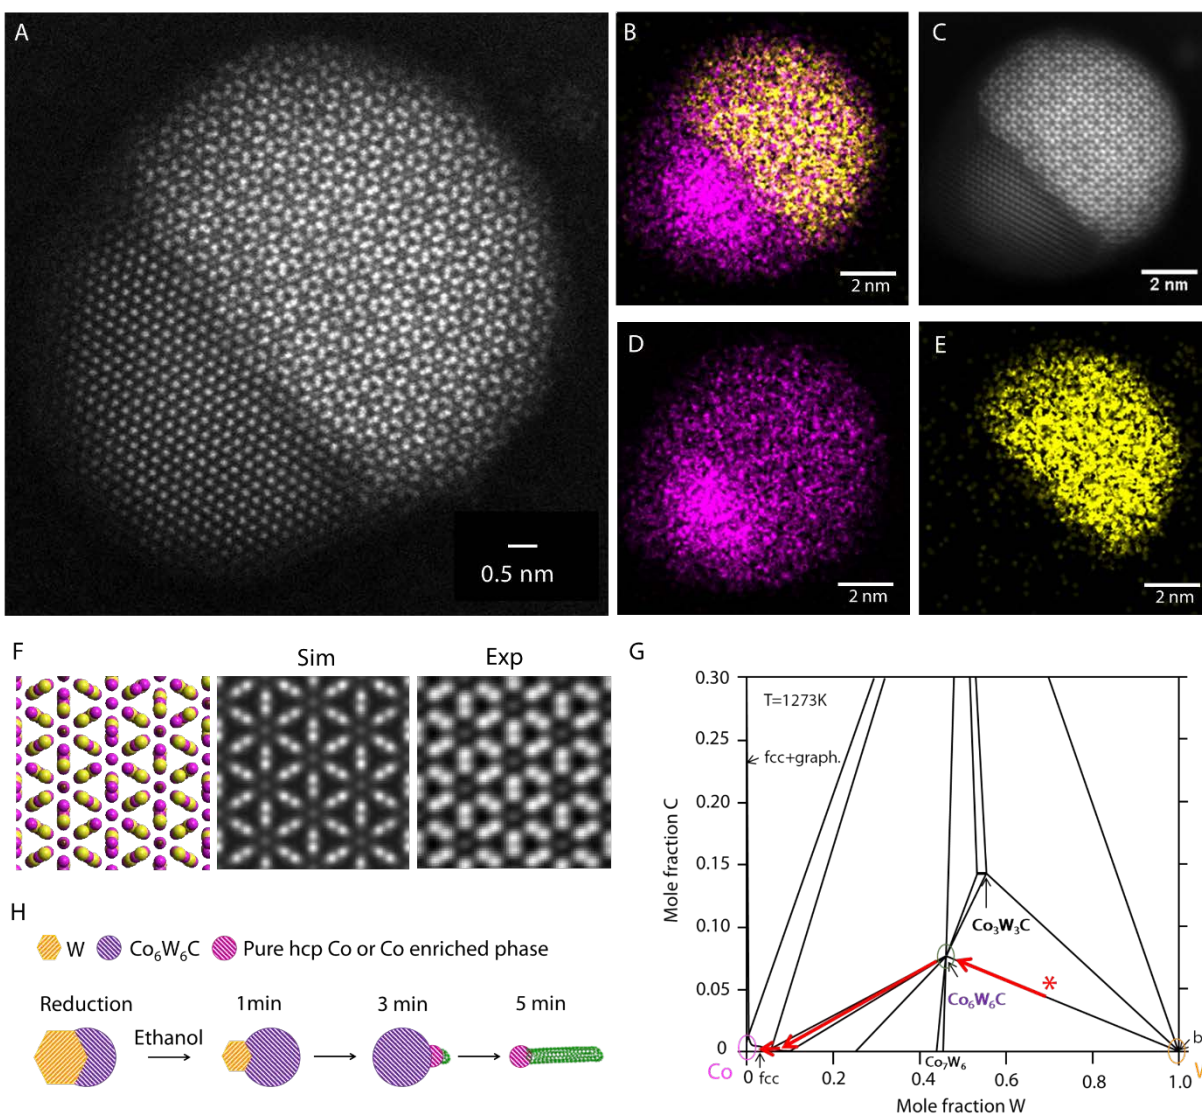 A
0.5 nm
B
2 nm
C
2 nm
D
2 nm
E
2 nm
F
Sim
Exp
G
T=1273K
fcc+graph.
0.30
0.25
0.20
0.15
0.10
0.05
0
Mole fraction C
Co₃W₃C
*
Co₆W₆C
Co₇W₆
b
Co
fcc
W
0
0.2
0.4
0.6
0.8
1.0
Mole fraction W
H
W
Co₆W₆C
Pure hcp Co or Co enriched phase
Reduction
Ethanol
1min
3 min
5 min